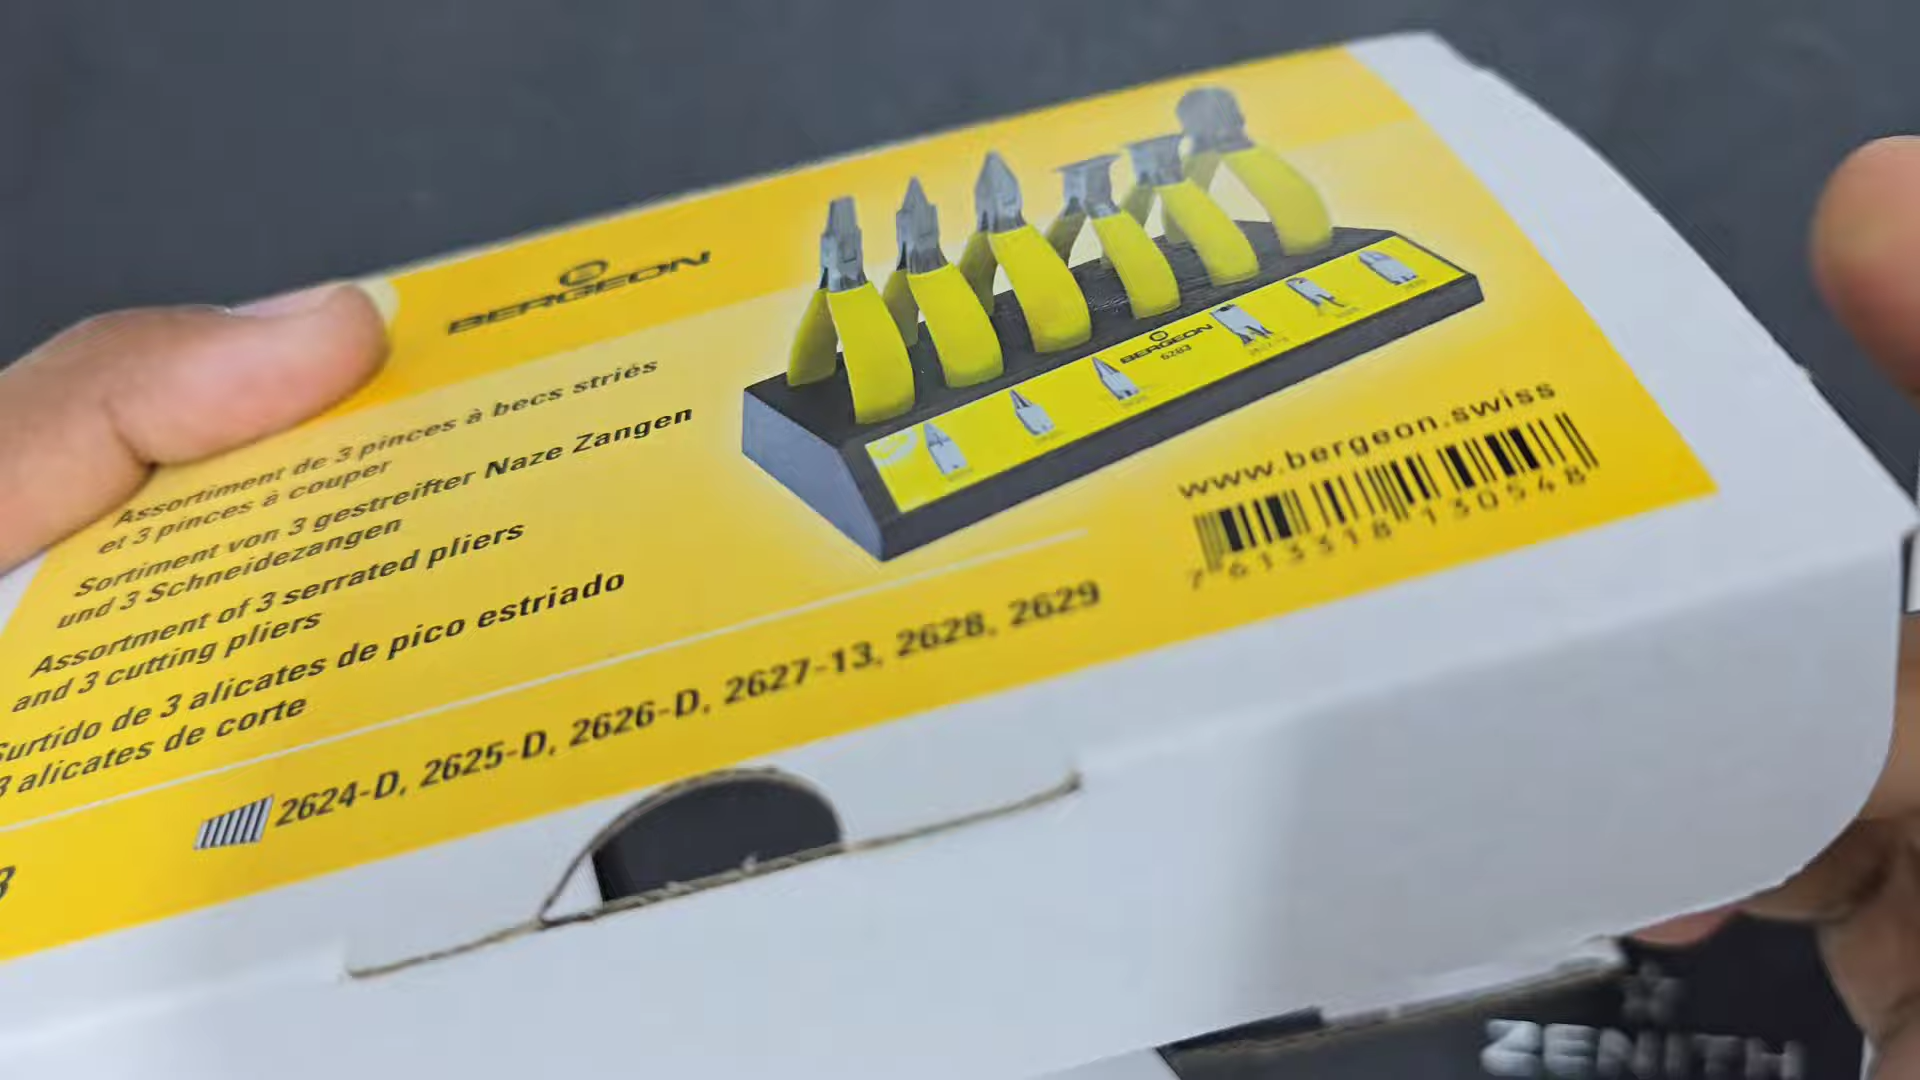 BERGEON
Assortiment de 3 pinces à becs striés
et 3 pinces à couper
Sortiment von 3 gestreifter Naze Zangen
und 3 Schneidezangen
Assortment of 3 serrated pliers
and 3 cutting pliers
Surtido de 3 alicates de pico estriado
3 alicates de corte
BERGEON
6283
www.bergeon.swiss
7 613318 130548
2624-D, 2625-D, 2626-D, 2627-13, 2628, 2629
3
ZENITH